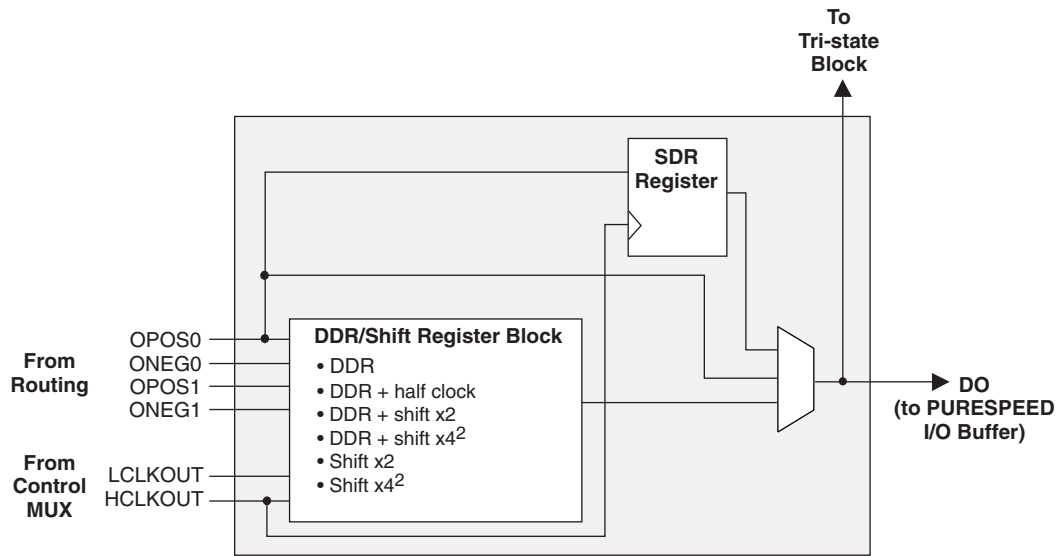 To
Tri-state
Block
SDR
Register
OPOS0
ONEG0
OPOS1
ONEG1
From
Routing
DDR/Shift Register Block
• DDR
• DDR + half clock
• DDR + shift x2
• DDR + shift x4²
• Shift x2
• Shift x4²
DO
(to PURESPEED
I/O Buffer)
From
Control
MUX
LCLKOUT
HCLKOUT